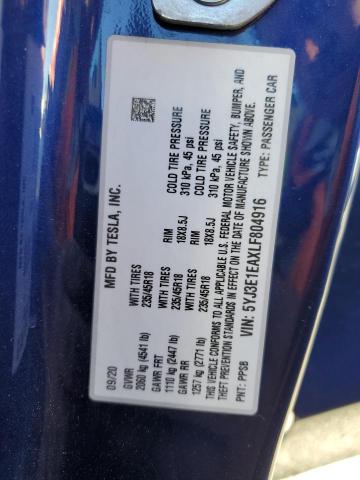 MFD BY TESLA, INC.
09/20
GVWR
2060 kg (4541 lb)
GAWR FRT WITH TIRES RIM COLD TIRE PRESSURE
1110 kg (2447 lb) 235/45R18 18X8.5J 310 kPa, 45 psi
GAWR RR WITH TIRES RIM COLD TIRE PRESSURE
1257 kg (2771 lb) 235/45R18 18X8.5J 310 kPa, 45 psi
THIS VEHICLE CONFORMS TO ALL APPLICABLE U.S. FEDERAL MOTOR VEHICLE SAFETY, BUMPER, AND
THEFT PREVENTION STANDARDS IN EFFECT ON THE DATE OF MANUFACTURE SHOWN ABOVE.
VIN: 5YJ3E1EAXLF804916
PNT: PPSB TYPE: PASSENGER CAR